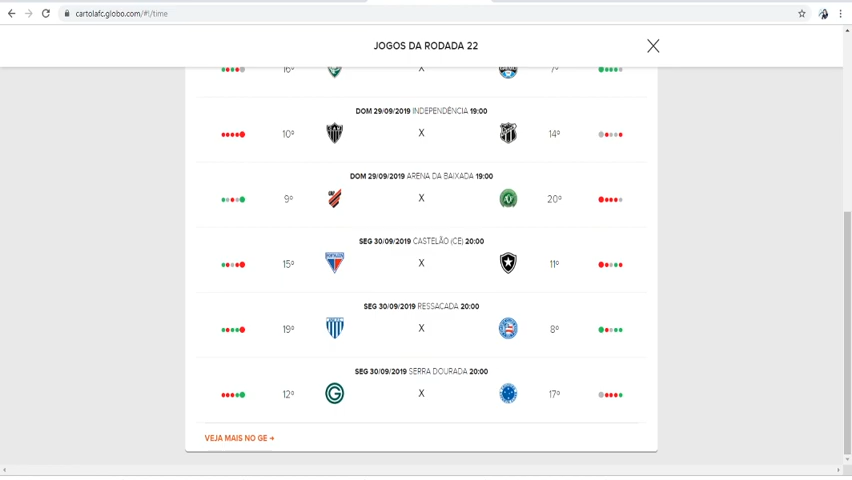 cartolafc.globo.com/#!/time
JOGOS DA RODADA 22
16º X 7º
DOM 29/09/2019 INDEPENDÊNCIA 19:00
10º X 14º
DOM 29/09/2019 ARENA DA BAIXADA 19:00
9º X 20º
SEG 30/09/2019 CASTELÃO (CE) 20:00
15º FORTALEZA X 11º
SEG 30/09/2019 RESSACADA 20:00
19º X 8º
SEG 30/09/2019 SERRA DOURADA 20:00
12º G X 17º
VEJA MAIS NO GE